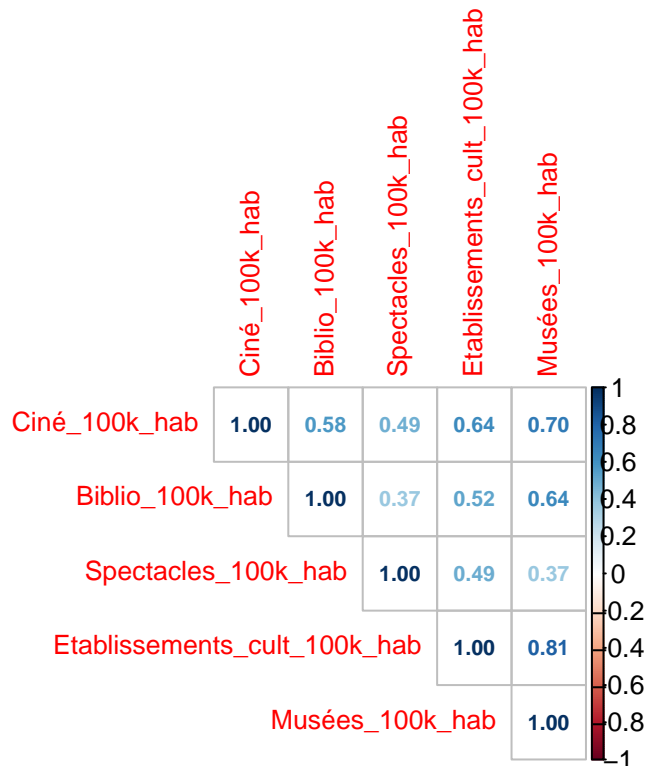 Ciné_100k_hab
Biblio_100k_hab
Spectacles_100k_hab
Etablissements_cult_100k_hab
Musées_100k_hab
Ciné_100k_hab 1.00 0.58 0.49 0.64 0.70
Biblio_100k_hab 1.00 0.37 0.52 0.64
Spectacles_100k_hab 1.00 0.49 0.37
Etablissements_cult_100k_hab 1.00 0.81
Musées_100k_hab 1.00
1
0.8
0.6
0.4
0.2
0
−0.2
−0.4
−0.6
−0.8
−1